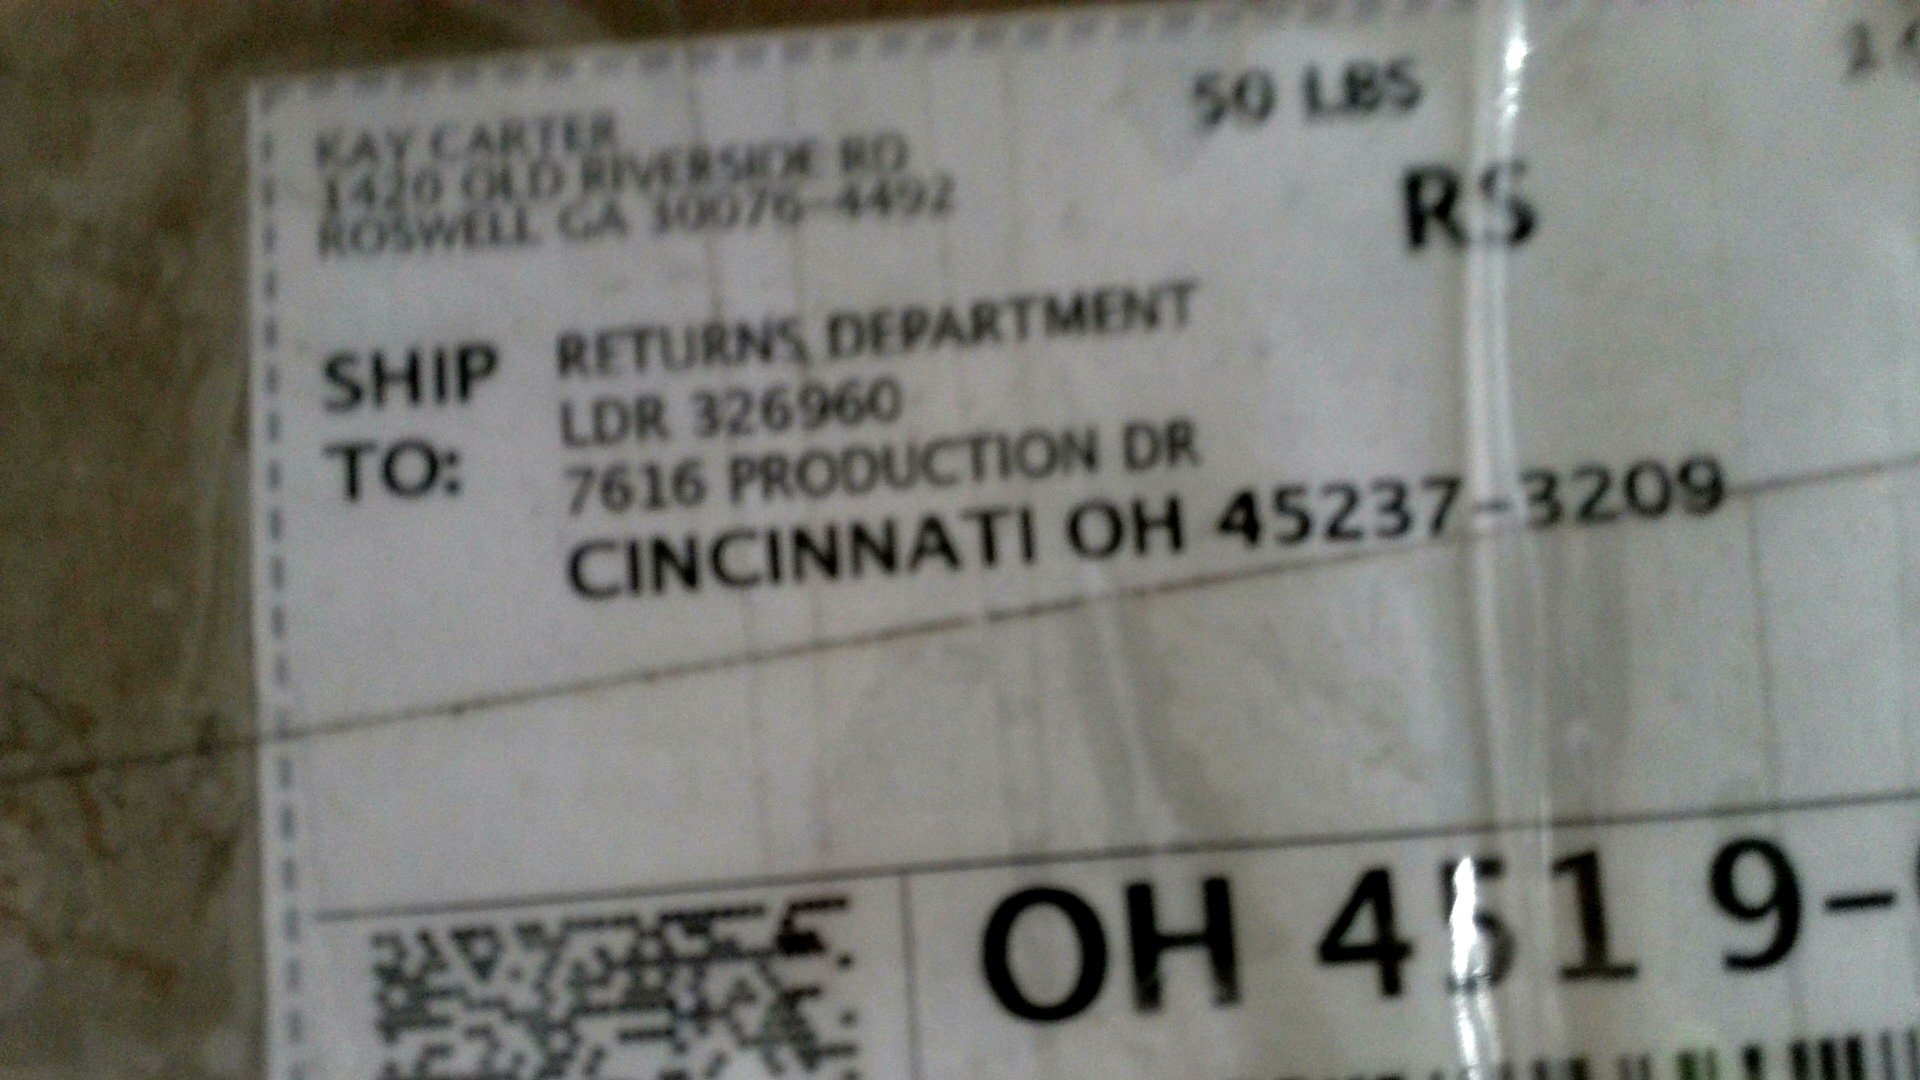 KAY CARTER
1420 OLD RIVERSIDE RD
ROSWELL GA 30076-4492
50 LBS
RS
SHIP TO:
RETURNS DEPARTMENT
LDR 326960
7616 PRODUCTION DR
CINCINNATI OH 45237-3209
OH 451 9-